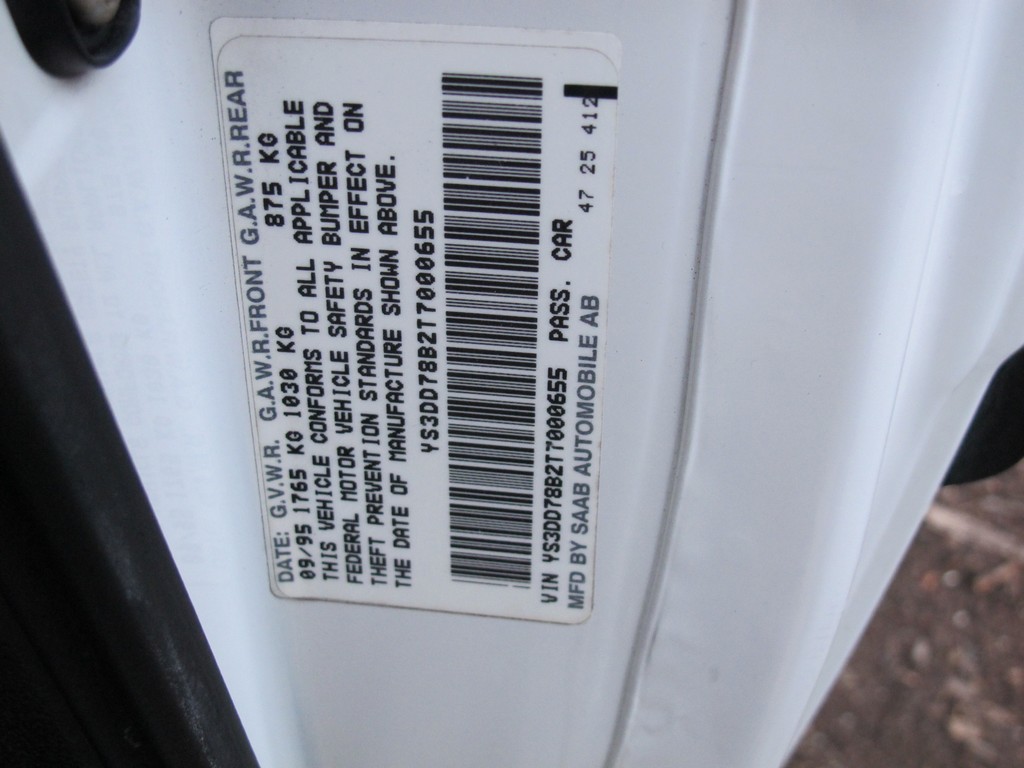 DATE: G.V.W.R. G.A.W.R.FRONT G.A.W.R.REAR
09/95 1765 KG 1030 KG 875 KG
THIS VEHICLE CONFORMS TO ALL APPLICABLE
FEDERAL MOTOR VEHICLE SAFETY BUMPER AND
THEFT PREVENTION STANDARDS IN EFFECT ON
THE DATE OF MANUFACTURE SHOWN ABOVE.
YS3DD78B2T7000655
VIN YS3DD78B2T7000655 PASS. CAR
MFD BY SAAB AUTOMOBILE AB 47 25 412